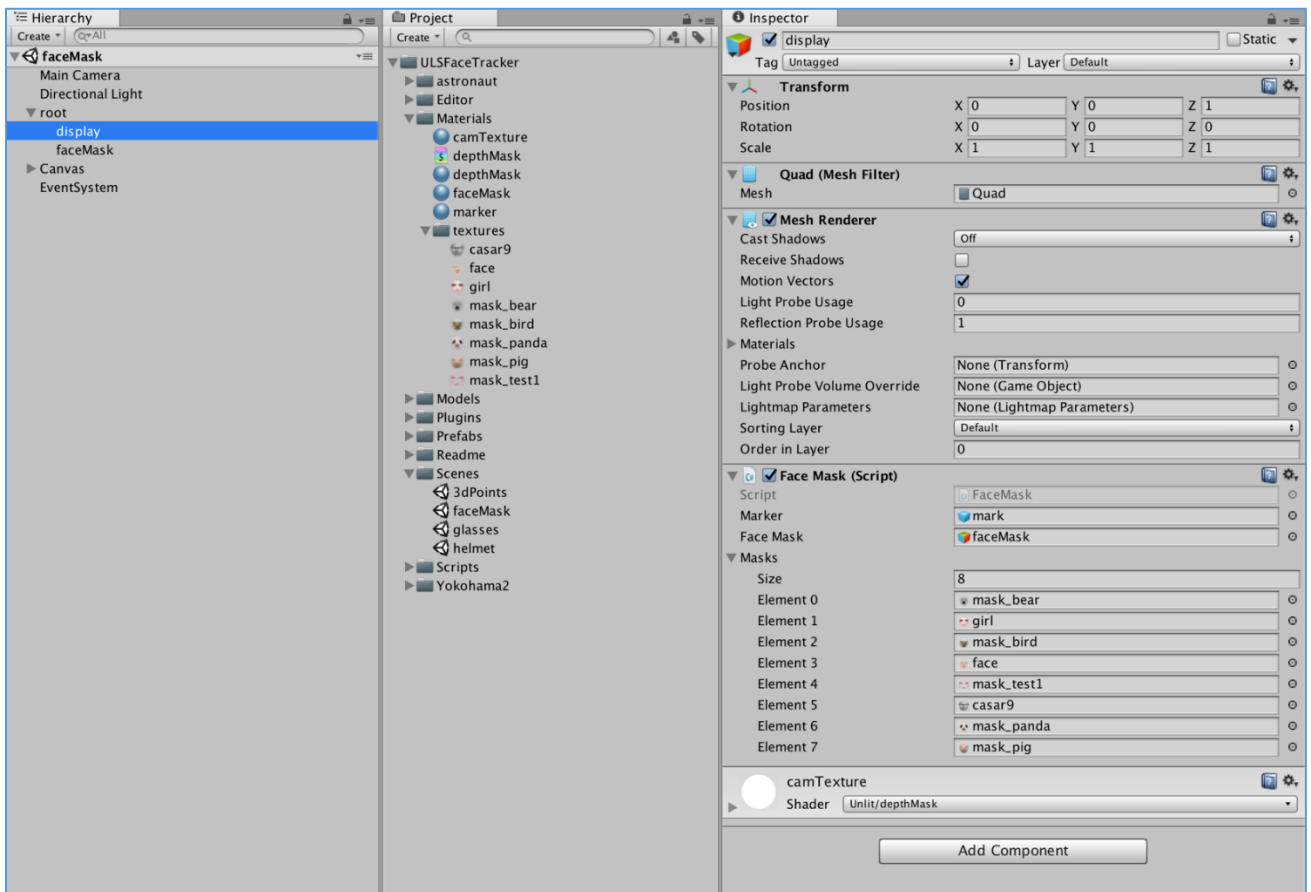 Hierarchy
Create
All
faceMask
Main Camera
Directional Light
root
display
faceMask
Canvas
EventSystem
Project
Create
ULSFaceTracker
astronaut
Editor
Materials
camTexture
depthMask
depthMask
faceMask
marker
textures
casar9
face
girl
mask_bear
mask_bird
mask_panda
mask_pig
mask_test1
Models
Plugins
Prefabs
Readme
Scenes
3dPoints
faceMask
glasses
helmet
Scripts
Yokohama2
Inspector
display Static
Tag Untagged Layer Default
Transform
Position X 0 Y 0 Z 1
Rotation X 0 Y 0 Z 0
Scale X 1 Y 1 Z 1
Quad (Mesh Filter)
Mesh Quad
Mesh Renderer
Cast Shadows Off
Receive Shadows
Motion Vectors
Light Probe Usage 0
Reflection Probe Usage 1
Materials
Probe Anchor None (Transform)
Light Probe Volume Override None (Game Object)
Lightmap Parameters None (Lightmap Parameters)
Sorting Layer Default
Order in Layer 0
Face Mask (Script)
Script FaceMask
Marker mark
Face Mask faceMask
Masks
Size 8
Element 0 mask_bear
Element 1 girl
Element 2 mask_bird
Element 3 face
Element 4 mask_test1
Element 5 casar9
Element 6 mask_panda
Element 7 mask_pig
camTexture
Shader Unlit/depthMask
Add Component